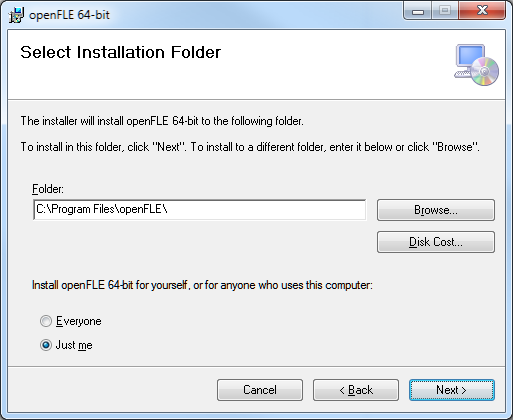 openFLE 64-bit
Select Installation Folder
The installer will install openFLE 64-bit to the following folder.
To install in this folder, click "Next". To install to a different folder, enter it below or click "Browse".
Folder:
C:\Program Files\openFLE\
Browse...
Disk Cost...
Install openFLE 64-bit for yourself, or for anyone who uses this computer:
Everyone
Just me
Cancel
< Back
Next >